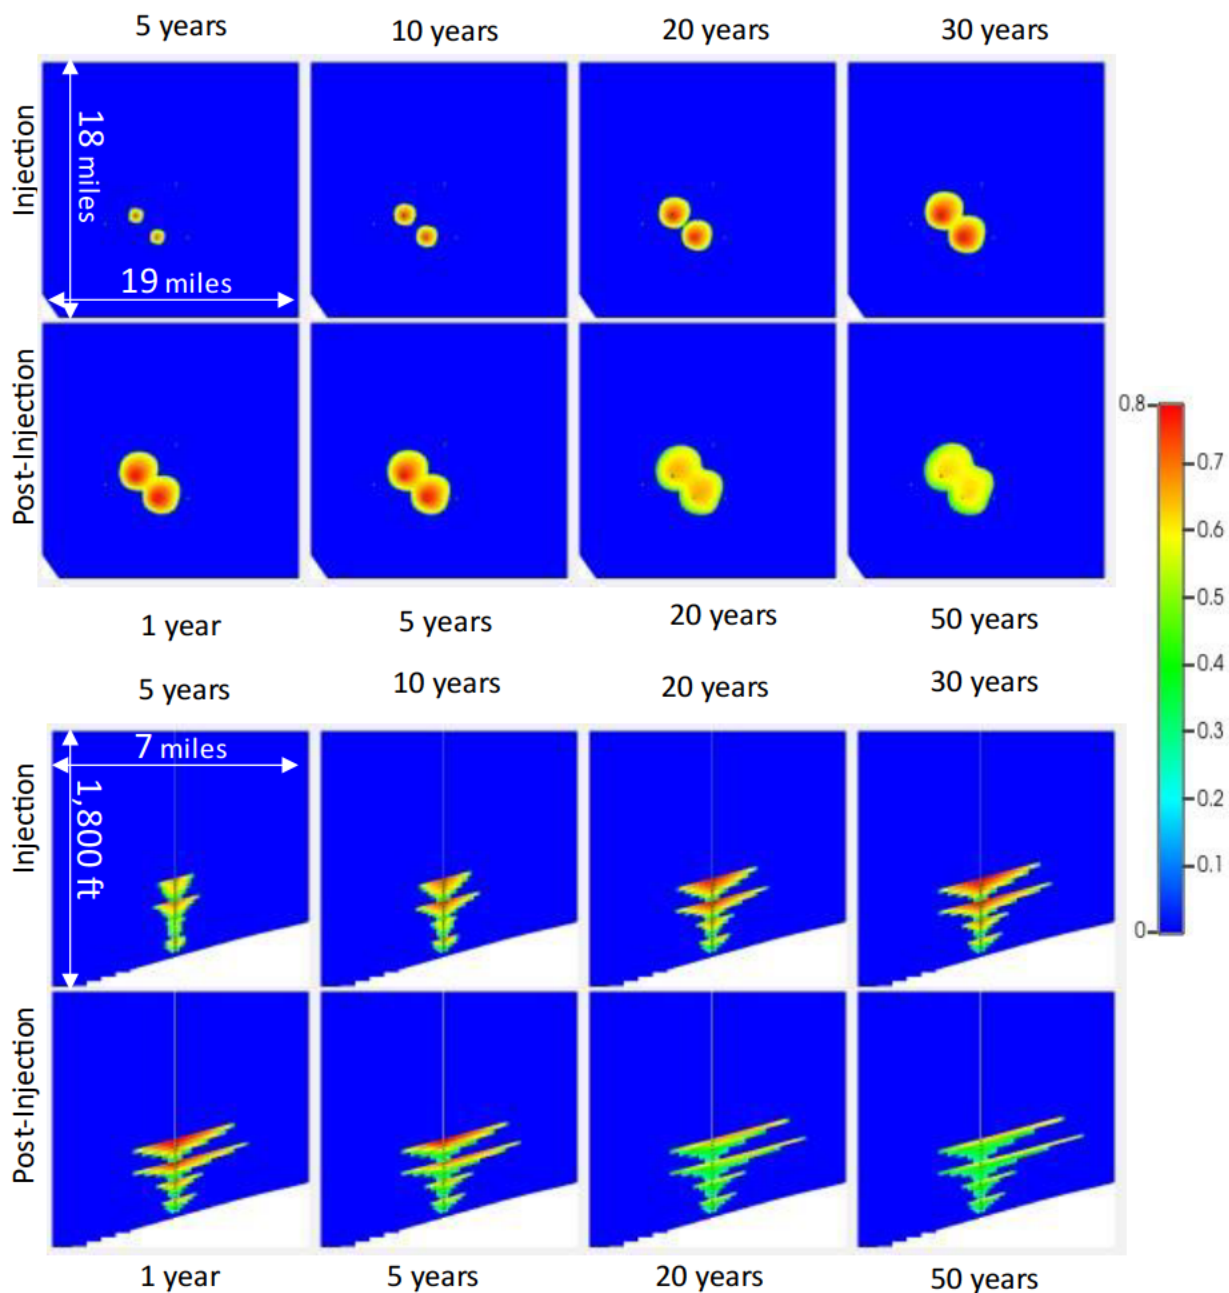 5 years
10 years
20 years
30 years
Injection
18 miles
19 miles
Post-Injection
1 year
5 years
20 years
50 years
0.8
0.7
0.6
0.5
0.4
0.3
0.2
0.1
0
5 years
10 years
20 years
30 years
Injection
7 miles
1,800 ft
Post-Injection
1 year
5 years
20 years
50 years